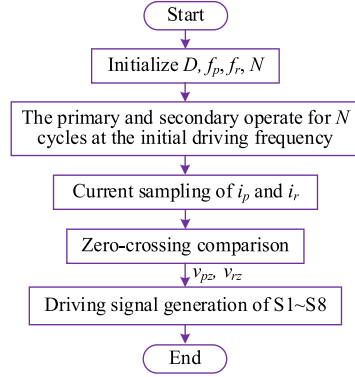 Start
Initialize D, fp, fr, N
The primary and secondary operate for N
cycles at the initial driving frequency
Current sampling of ip and ir
Zero-crossing comparison
vpz, vrz
Driving signal generation of S1~S8
End